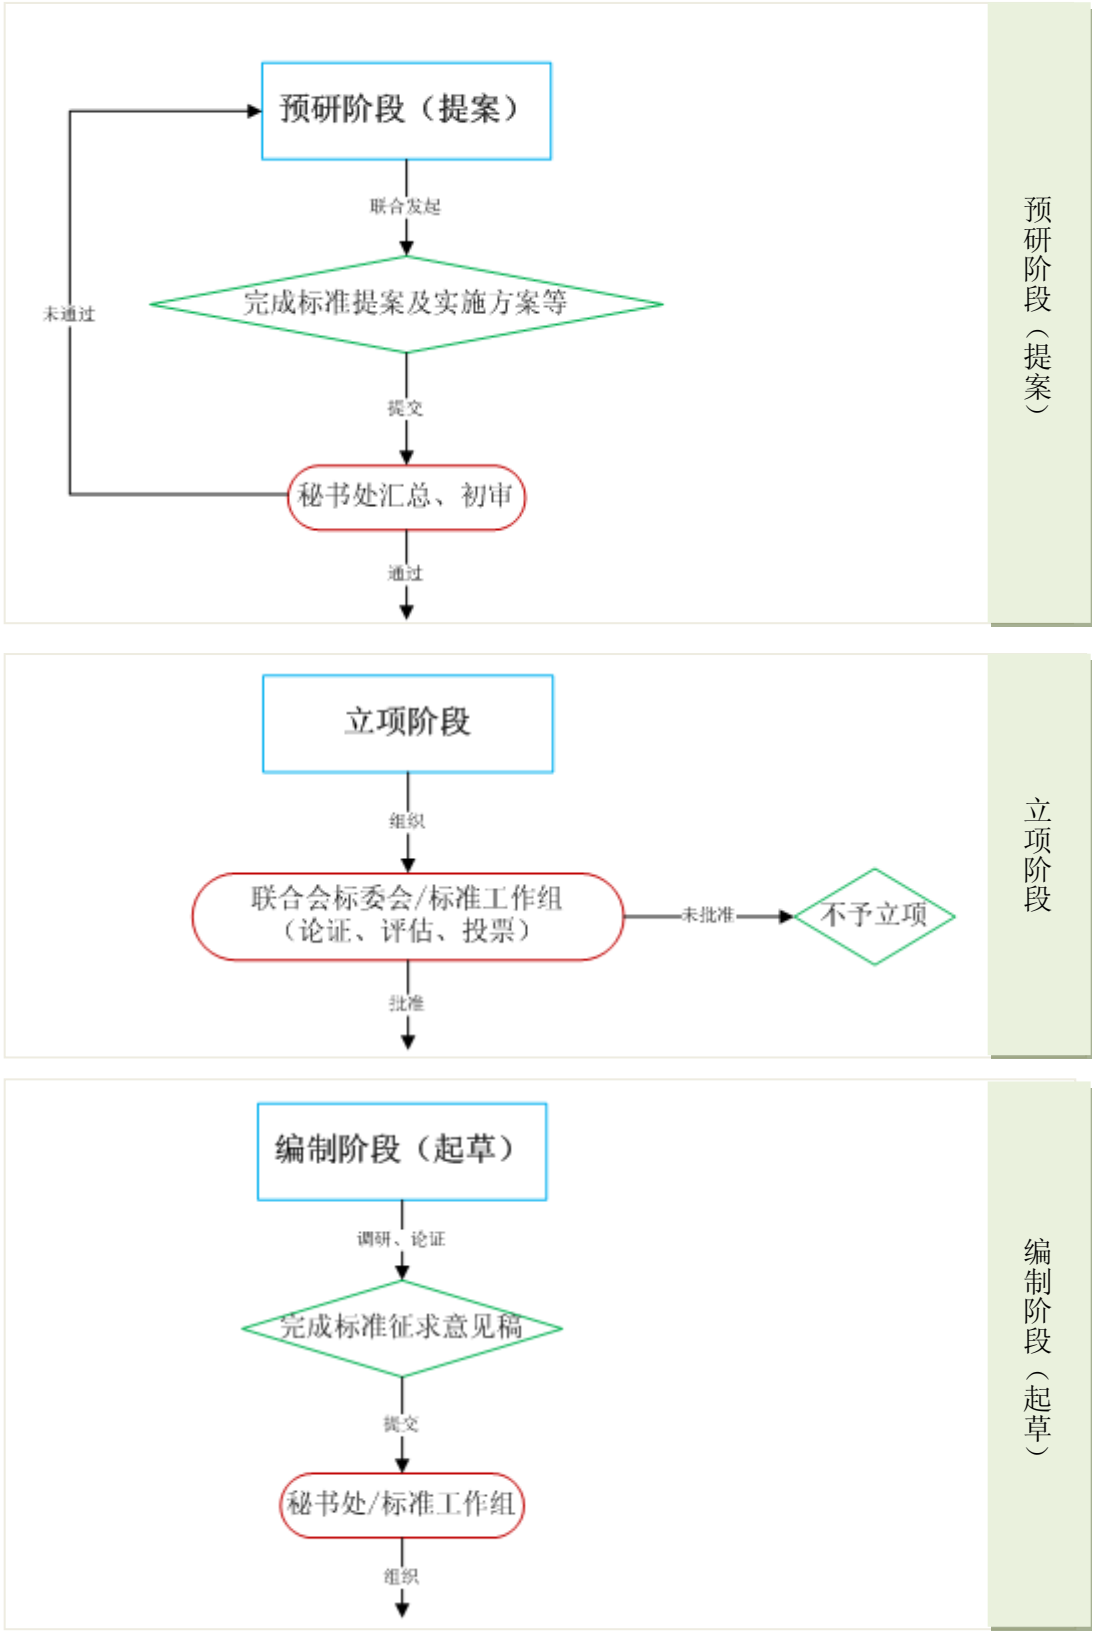 预研阶段（提案）
联合发起
完成标准提案及实施方案等
未通过
提交
秘书处汇总、初审
通过
预研阶段（提案）
立项阶段
组织
联合会标委会/标准工作组
（论证、评估、投票）
未批准
不予立项
批准
立项阶段
编制阶段（起草）
调研、论证
完成标准征求意见稿
提交
秘书处/标准工作组
组织
编制阶段（起草）